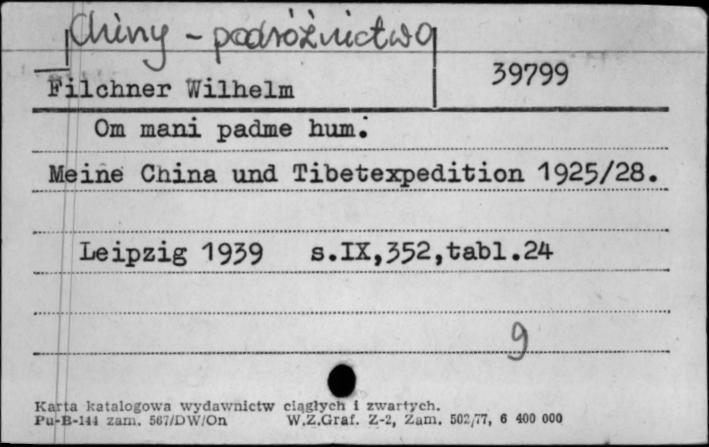 Chiny - podróżnictwo
Filchner Wilhelm
39799
Om mani padme hum.
Meine China und Tibetexpedition 1925/28.
Leipzig 1939 s.IX,352,tabl.24
9
Karta katalogowa wydawnictw ciągłych i zwartych.
Pu-B-144 zam. 567/DW/On W.Z.Graf. Z-2, Zam. 502/77, 6 400 000